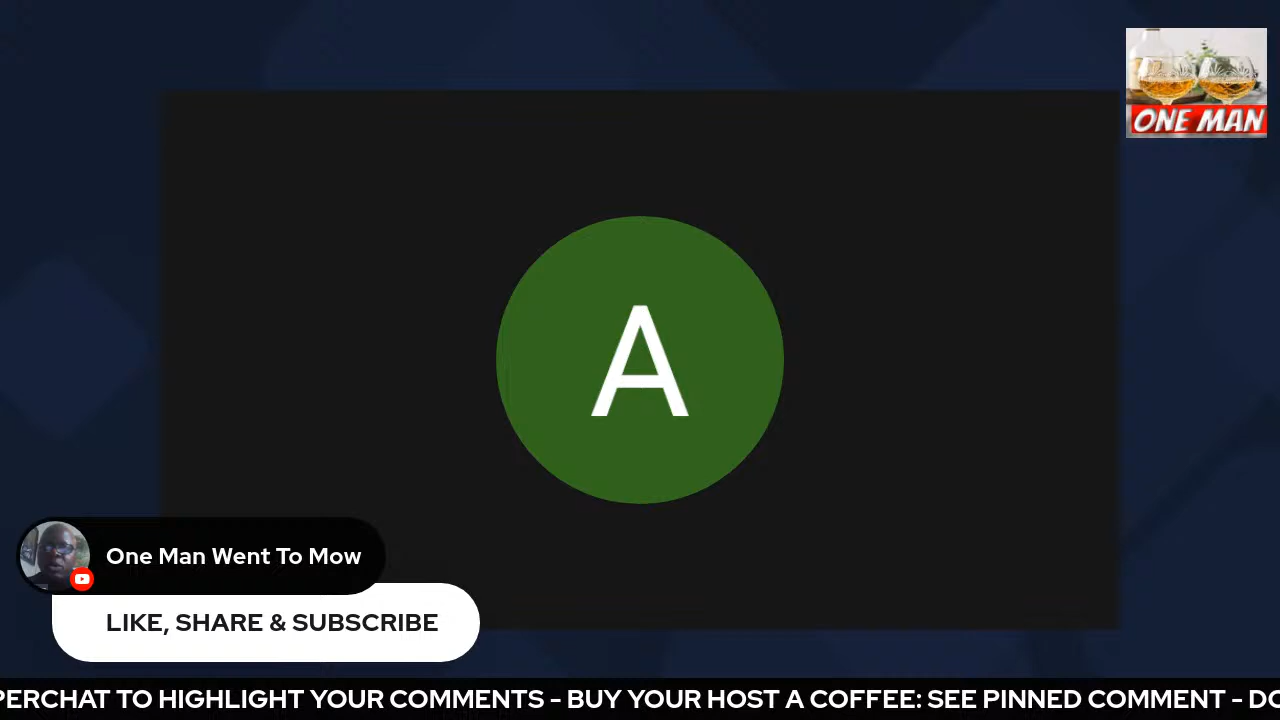 ONE MAN
A
One Man Went To Mow
LIKE, SHARE & SUBSCRIBE
PERCHAT TO HIGHLIGHT YOUR COMMENTS - BUY YOUR HOST A COFFEE: SEE PINNED COMMENT - DO